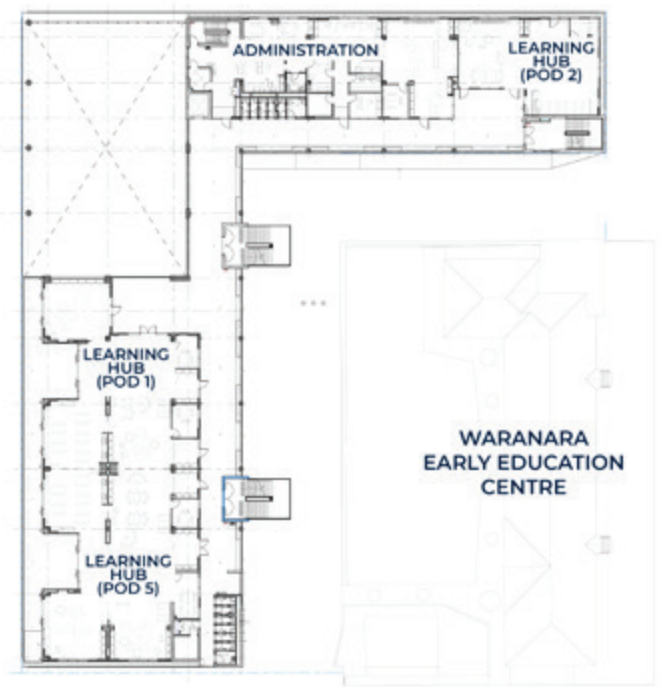 ADMINISTRATION
LEARNING
HUB
(POD 2)
LEARNING
HUB
(POD 1)
WARANARA
EARLY EDUCATION
CENTRE
LEARNING
HUB
(POD 5)